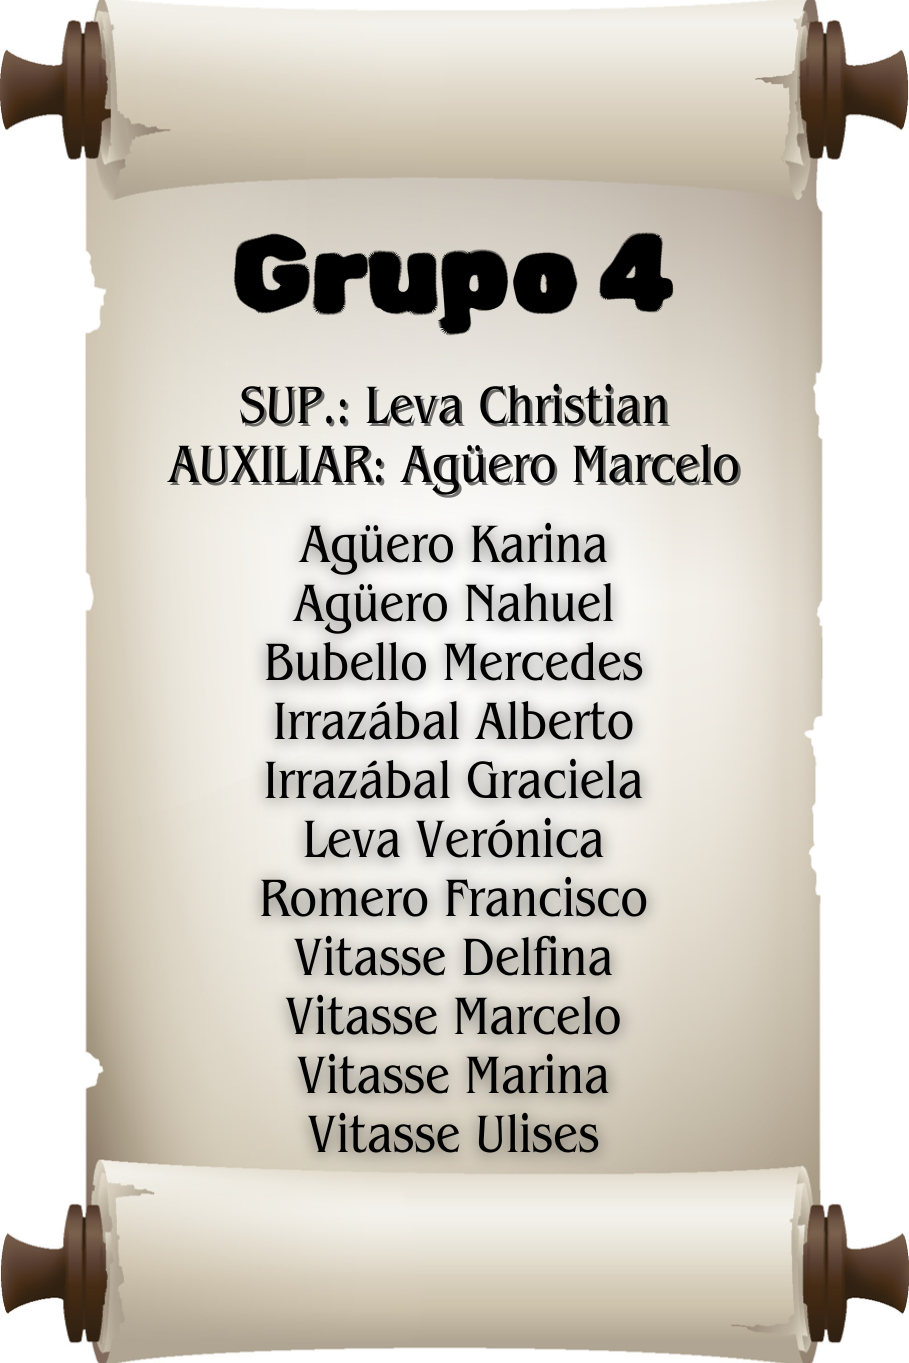 Grupo 4
SUP.: Leva Christian
AUXILIAR: Agüero Marcelo
Agüero Karina
Agüero Nahuel
Bubello Mercedes
Irrazábal Alberto
Irrazábal Graciela
Leva Verónica
Romero Francisco
Vitasse Delfina
Vitasse Marcelo
Vitasse Marina
Vitasse Ulises